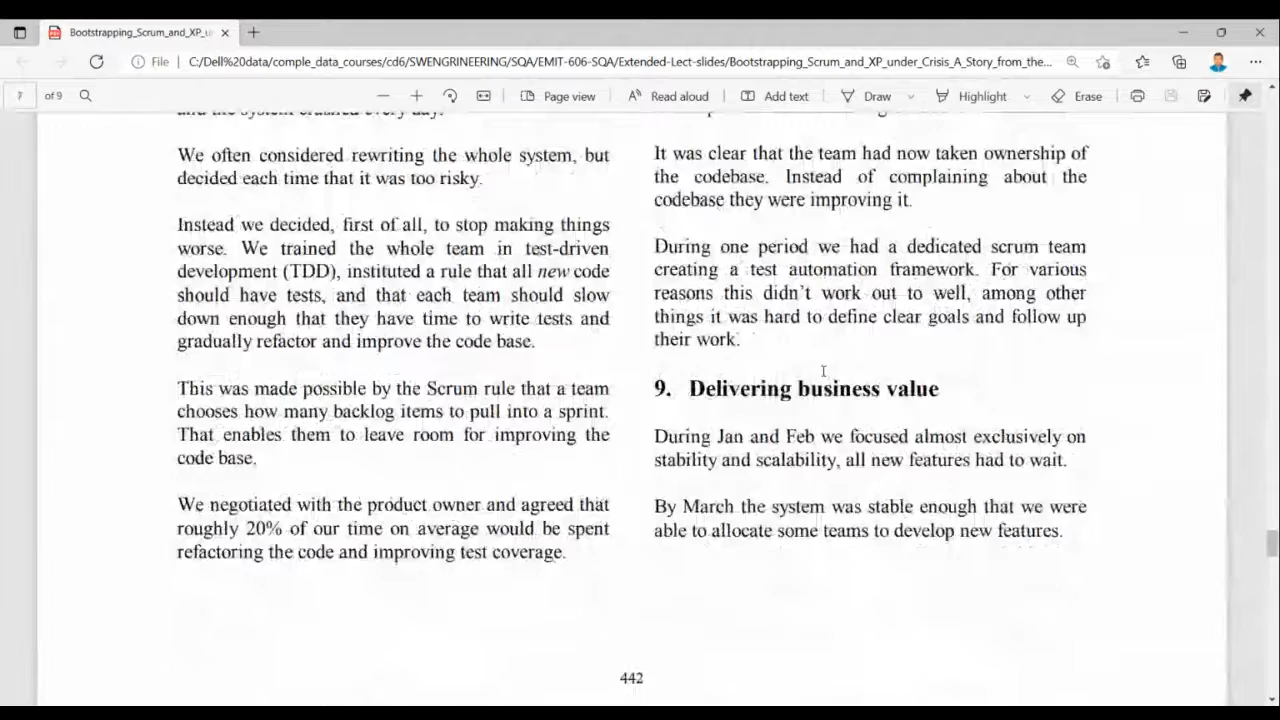 Bootstrapping_Scrum_and_XP_u
File
C:/Dell%20data/comple_data_courses/cd6/SWENGRINEERING/SQA/EMIT-606-SQA/Extended-Lect-slides/Bootstrapping_Scrum_and_XP_under_Crisis_A_Story_from_the...
7 of 9
Page view
Read aloud
Add text
Draw
Highlight
Erase
and the system crashed every day.
We often considered rewriting the whole system, but
decided each time that it was too risky.
Instead we decided, first of all, to stop making things
worse. We trained the whole team in test-driven
development (TDD), instituted a rule that all new code
should have tests, and that each team should slow
down enough that they have time to write tests and
gradually refactor and improve the code base.
This was made possible by the Scrum rule that a team
chooses how many backlog items to pull into a sprint.
That enables them to leave room for improving the
code base.
We negotiated with the product owner and agreed that
roughly 20% of our time on average would be spent
refactoring the code and improving test coverage.
It was clear that the team had now taken ownership of
the codebase. Instead of complaining about the
codebase they were improving it.
During one period we had a dedicated scrum team
creating a test automation framework. For various
reasons this didn't work out to well, among other
things it was hard to define clear goals and follow up
their work.
9. Delivering business value
During Jan and Feb we focused almost exclusively on
stability and scalability, all new features had to wait.
By March the system was stable enough that we were
able to allocate some teams to develop new features.
442